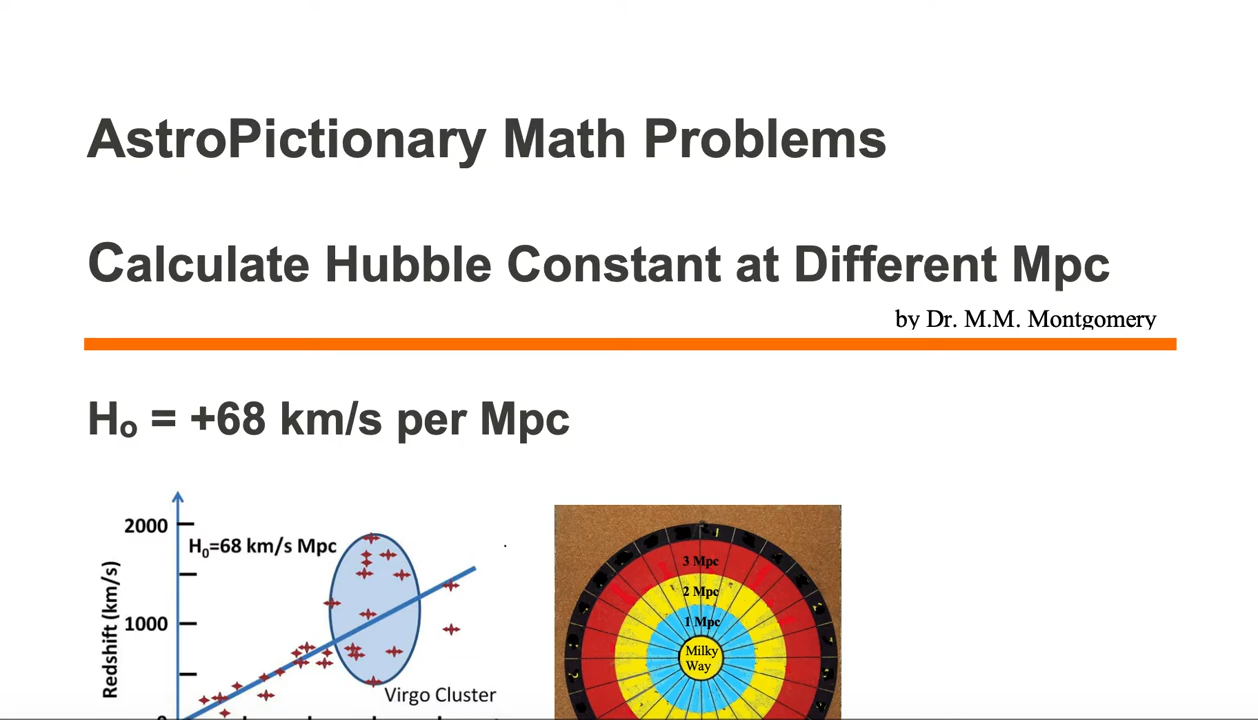 AstroPictionary Math Problems
Calculate Hubble Constant at Different Mpc
by Dr. M.M. Montgomery
Hₒ = +68 km/s per Mpc
2000
H₀=68 km/s Mpc
1000
Redshift (km/s)
Virgo Cluster
3 Mpc
2 Mpc
1 Mpc
Milky
Way